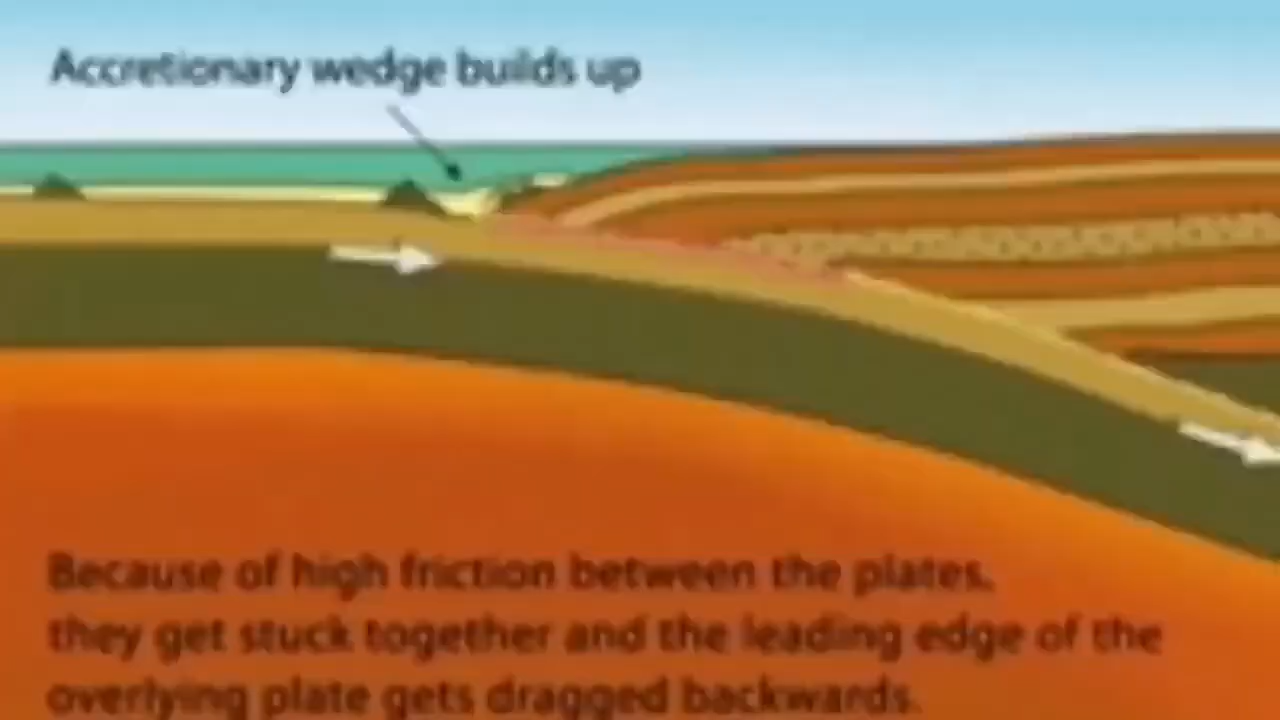 Accretionary wedge builds up
Because of high friction between the plates,
they get stuck together and the leading edge of the
overlying plate gets dragged backwards.